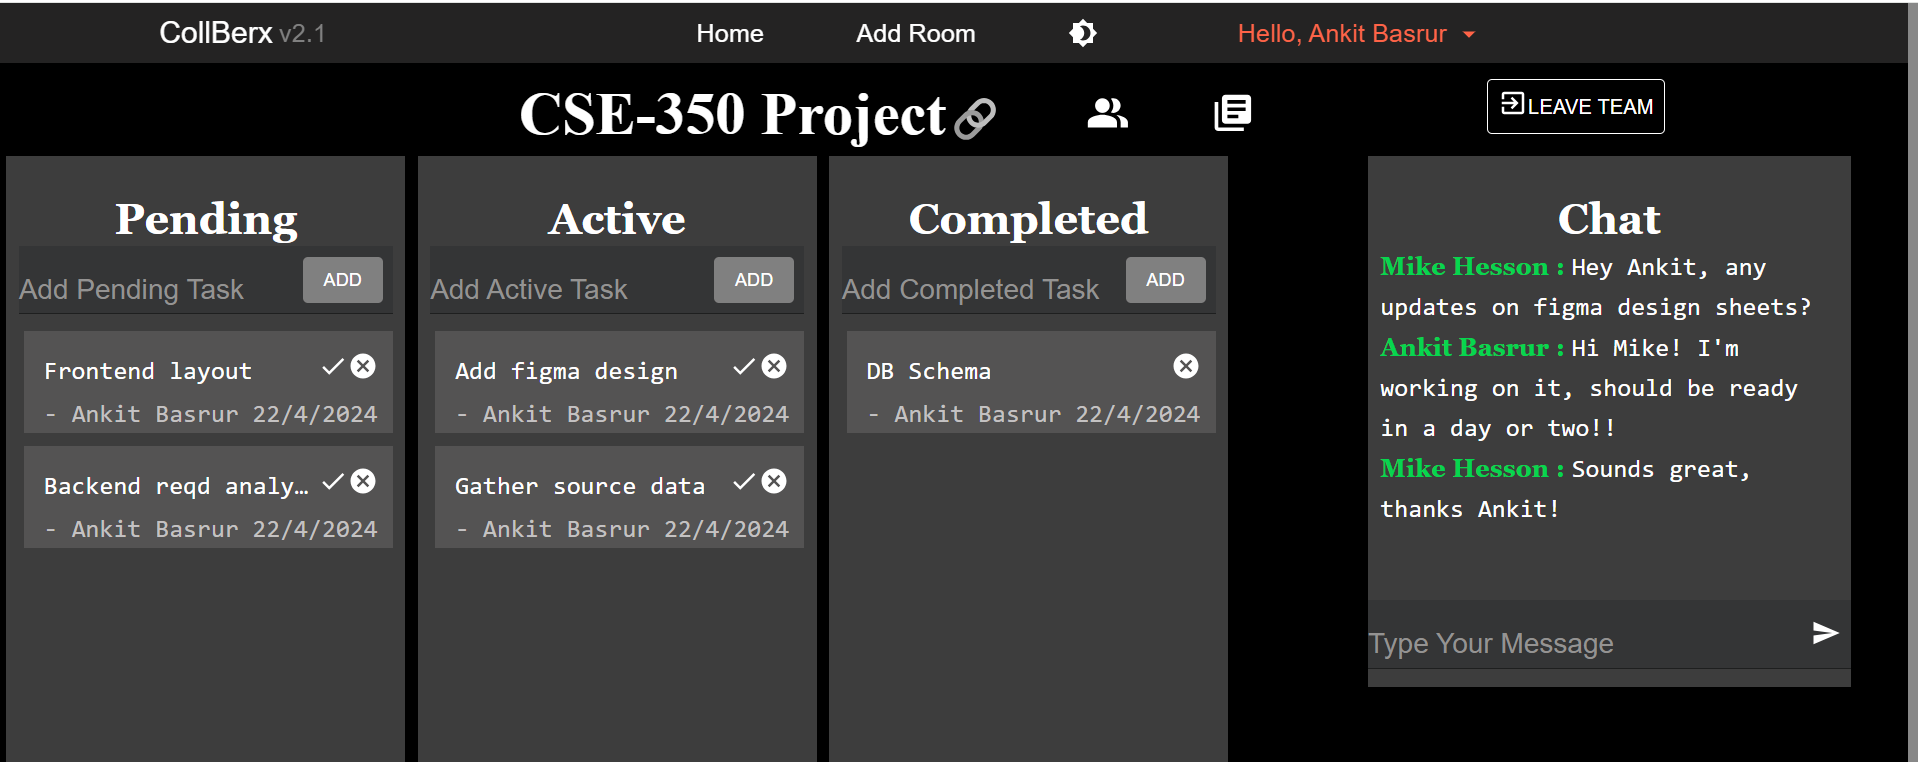 CollBerx v2.1 Home Add Room Hello, Ankit Basrur
CSE-350 Project LEAVE TEAM
Pending
Add Pending Task ADD
Frontend layout
- Ankit Basrur 22/4/2024
Backend reqd analy…
- Ankit Basrur 22/4/2024
Active
Add Active Task ADD
Add figma design
- Ankit Basrur 22/4/2024
Gather source data
- Ankit Basrur 22/4/2024
Completed
Add Completed Task ADD
DB Schema
- Ankit Basrur 22/4/2024
Chat
Mike Hesson : Hey Ankit, any
updates on figma design sheets?
Ankit Basrur : Hi Mike! I'm
working on it, should be ready
in a day or two!!
Mike Hesson : Sounds great,
thanks Ankit!
Type Your Message